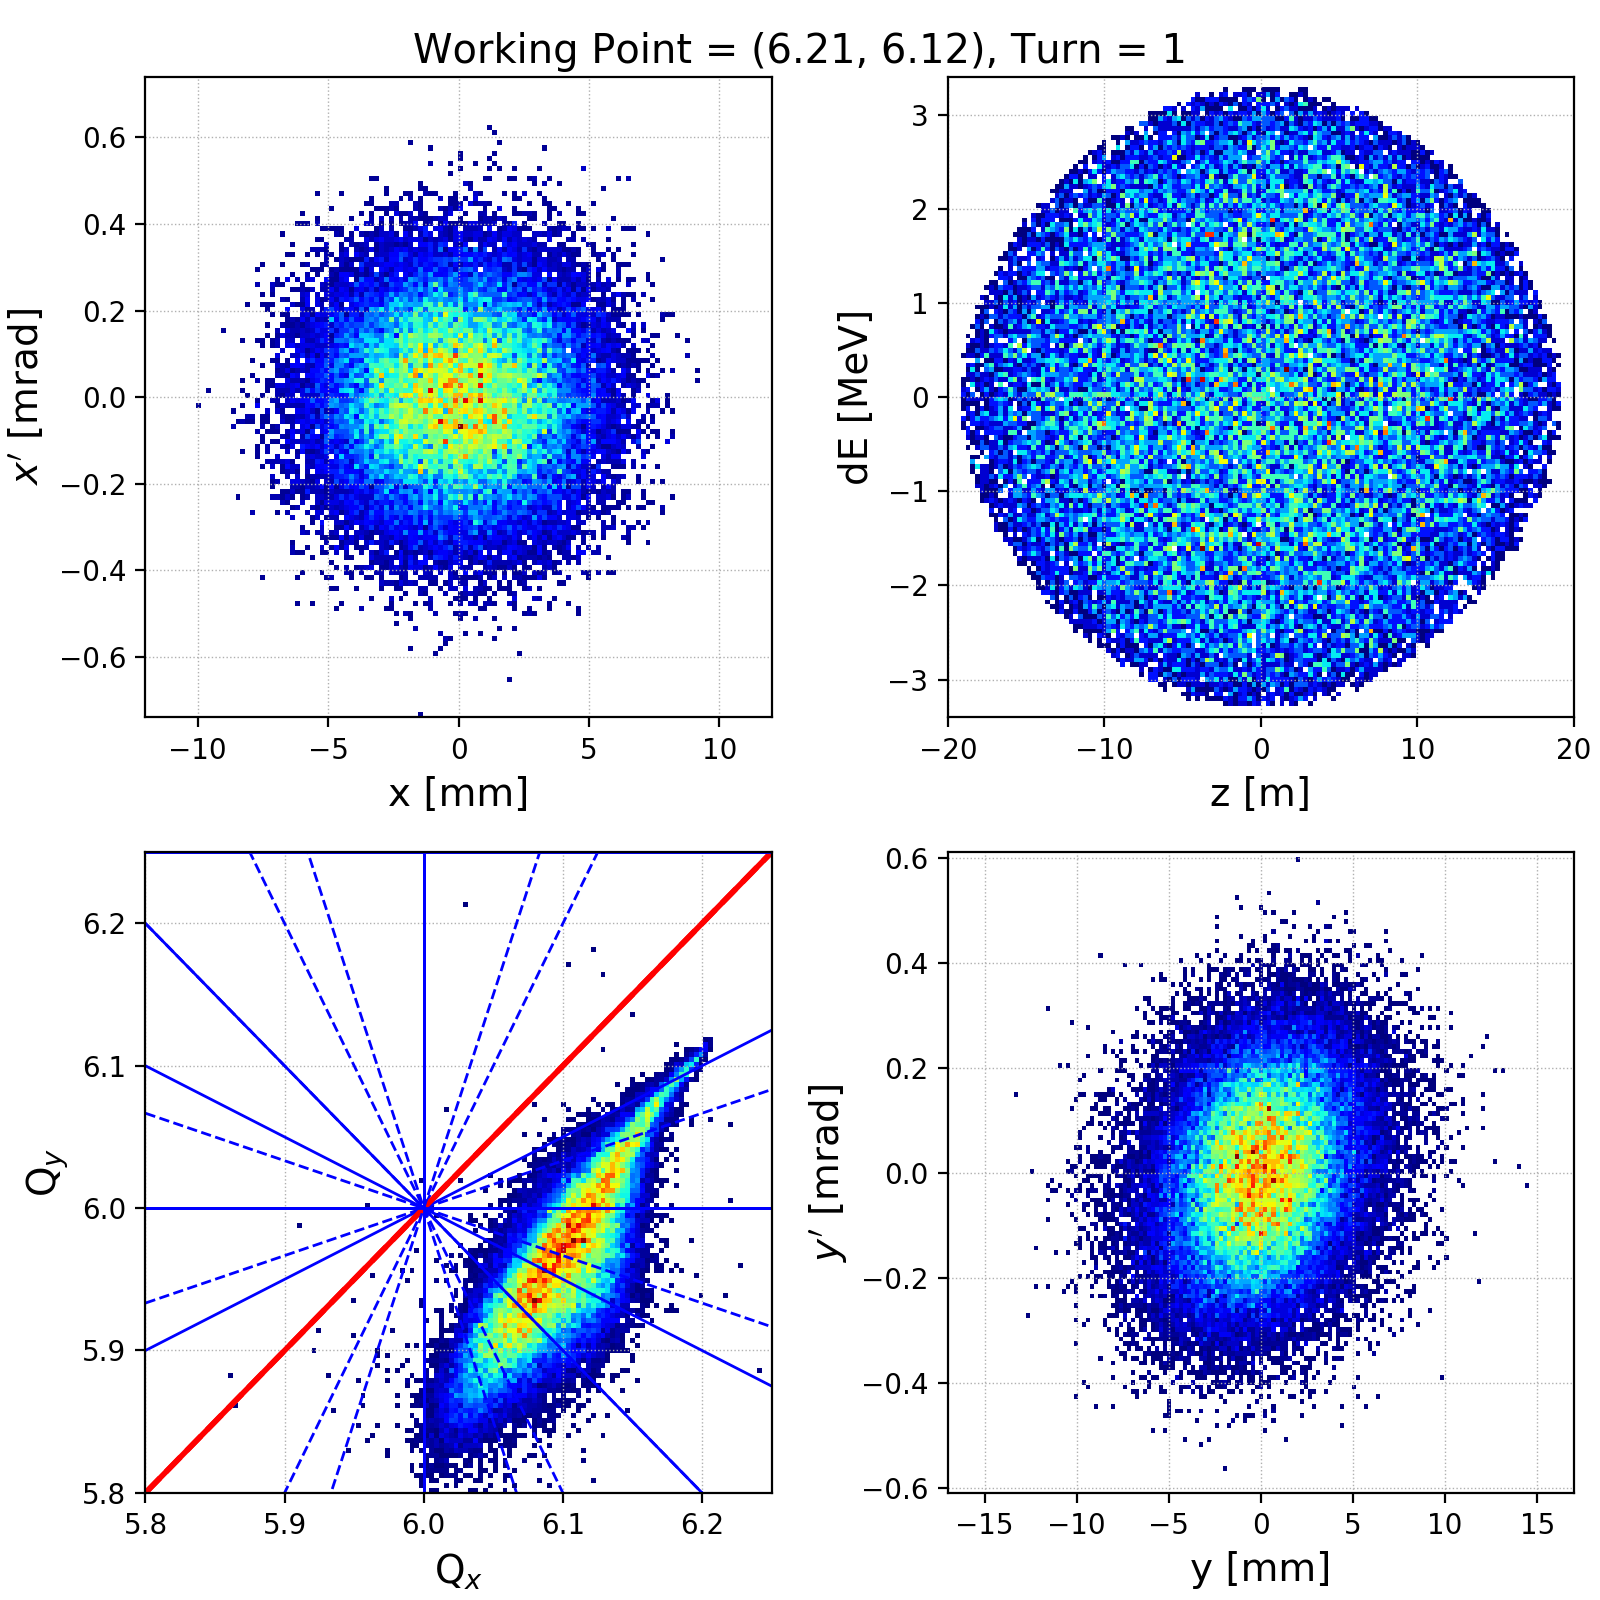 Working Point = (6.21, 6.12), Turn = 1
0.6
0.4
0.2
0.0
−0.2
−0.4
−0.6
x′ [mrad]
−10 −5 0 5 10
x [mm]
3
2
1
0
−1
−2
−3
dE [MeV]
−20 −10 0 10 20
z [m]
6.2
6.1
6.0
5.9
5.8
Qy
5.8 5.9 6.0 6.1 6.2
Qx
0.6
0.4
0.2
0.0
−0.2
−0.4
−0.6
y′ [mrad]
−15 −10 −5 0 5 10 15
y [mm]